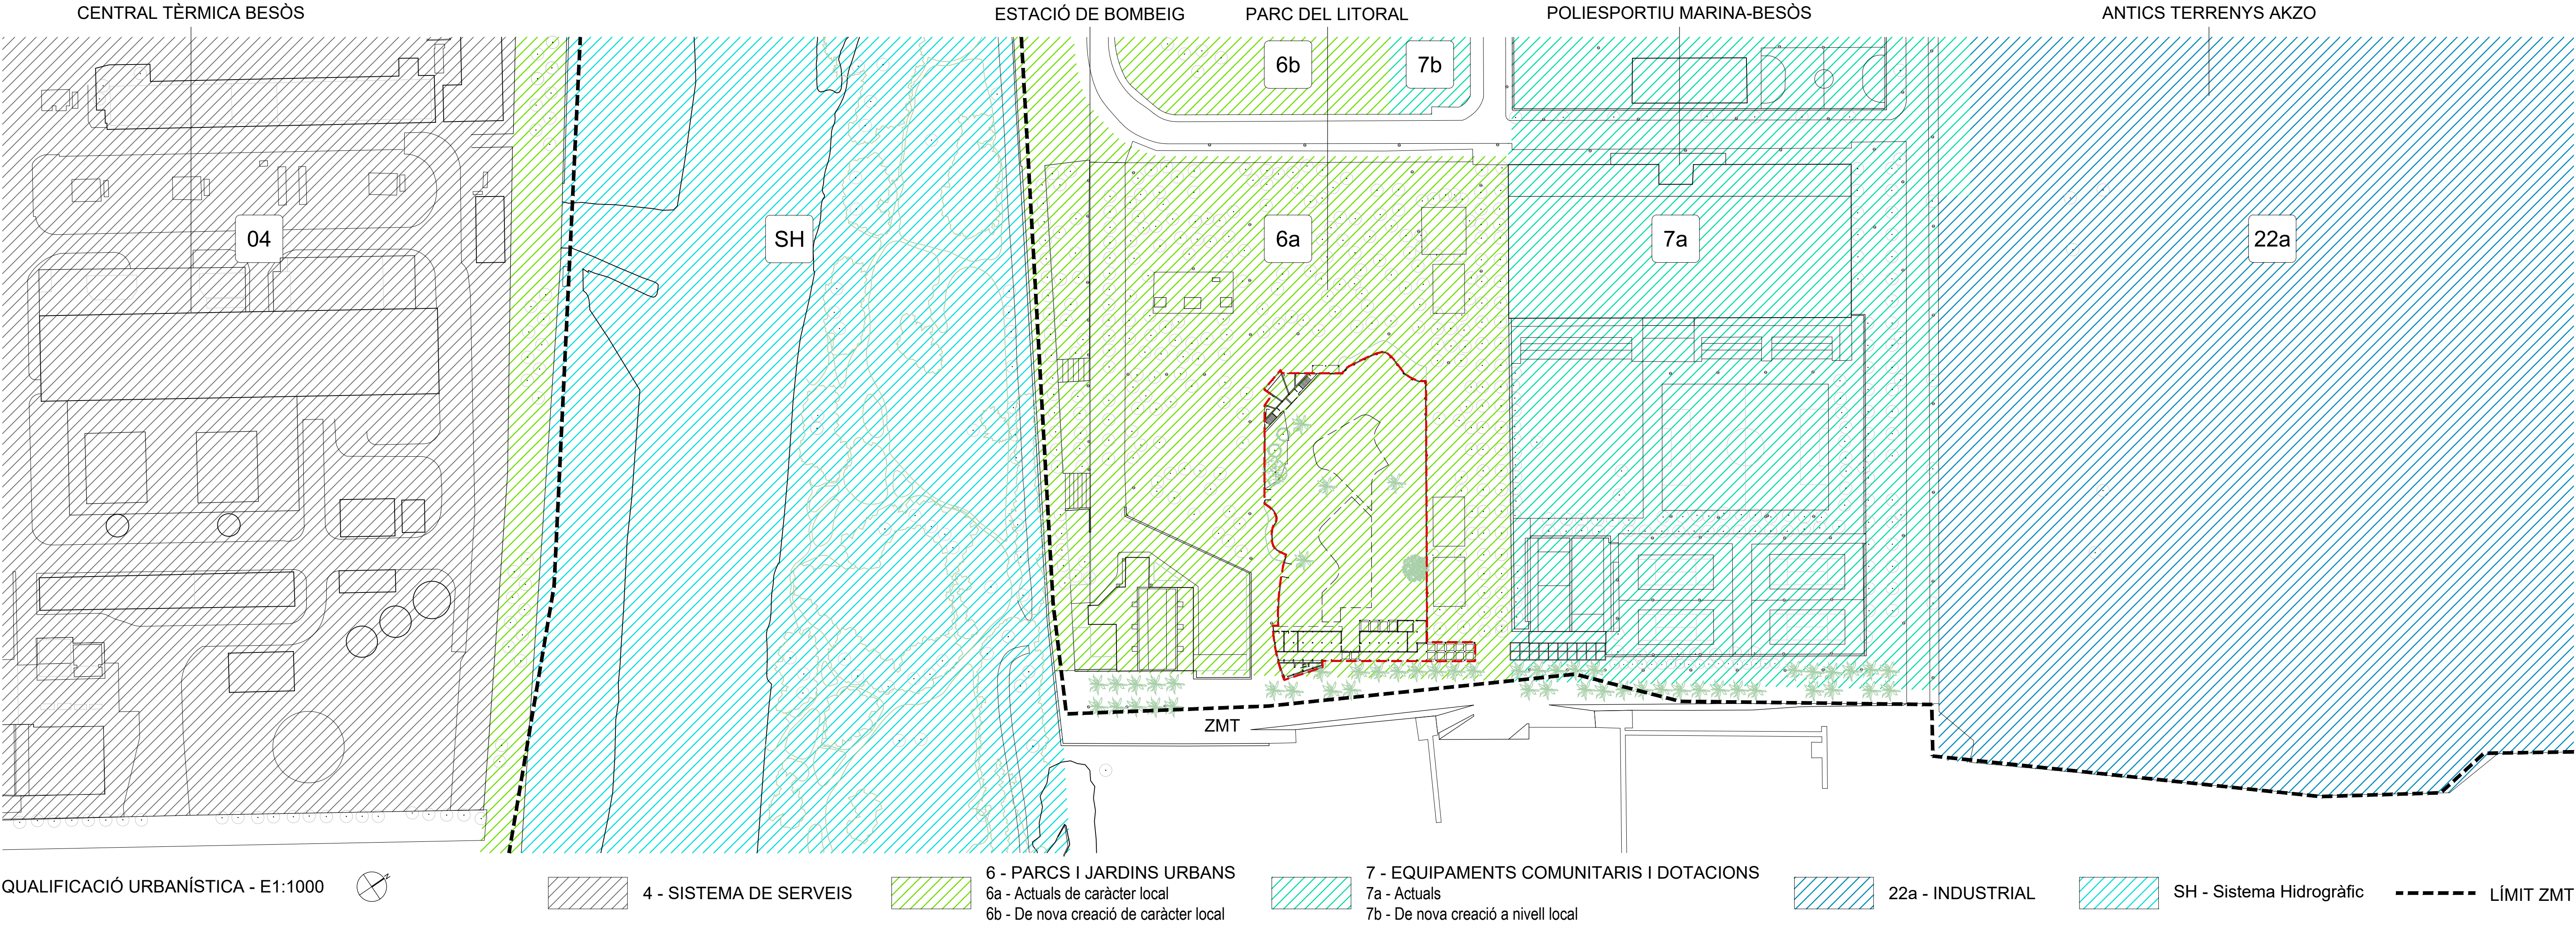 CENTRAL TÈRMICA BESÒS
ESTACIÓ DE BOMBEIG
PARC DEL LITORAL
POLIESPORTIU MARINA-BESÒS
ANTICS TERRENYS AKZO
6b
7b
04
SH
6a
7a
22a
ZMT
QUALIFICACIÓ URBANÍSTICA - E1:1000
N
4 - SISTEMA DE SERVEIS
6 - PARCS I JARDINS URBANS
6a - Actuals de caràcter local
6b - De nova creació de caràcter local
7 - EQUIPAMENTS COMUNITARIS I DOTACIONS
7a - Actuals
7b - De nova creació a nivell local
22a - INDUSTRIAL
SH - Sistema Hidrogràfic
LÍMIT ZMT